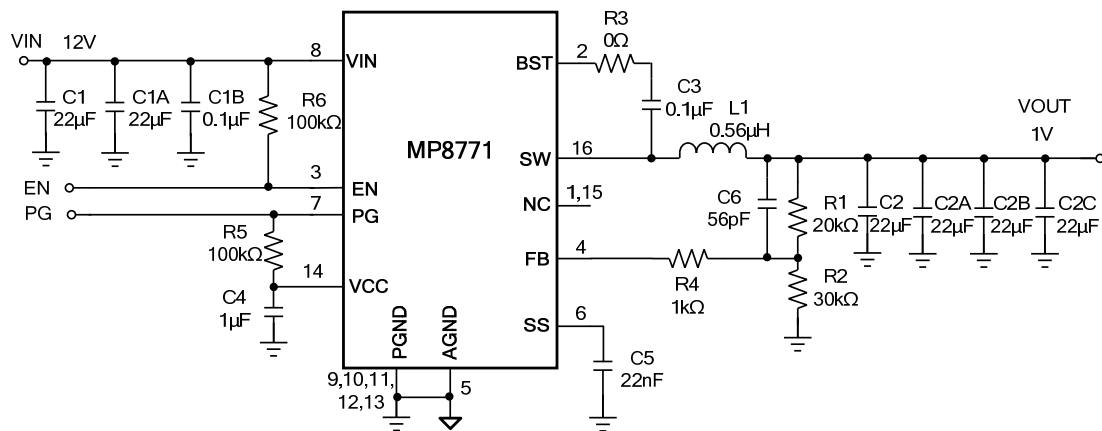 VIN 12V
8
VIN
C1
22µF
C1A
22µF
C1B
0.1µF
R6
100kΩ
EN
3
EN
PG
7
PG
R5
100kΩ
14
VCC
C4
1µF
MP8771
PGND
AGND
9,10,11,
12,13
5
BST
2
R3
0Ω
C3
0.1µF
L1
0.56µH
SW
16
NC
1,15
FB
4
R4
1kΩ
SS
6
C5
22nF
C6
56pF
R1
20kΩ
R2
30kΩ
C2
22µF
C2A
22µF
C2B
22µF
C2C
22µF
VOUT
1V